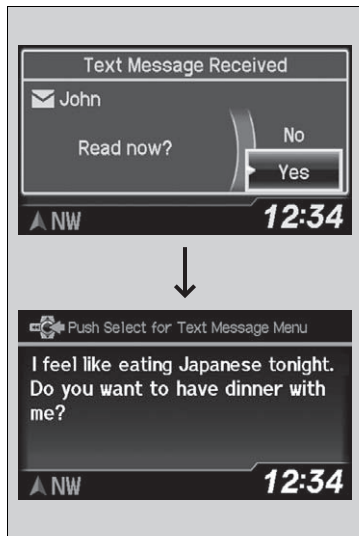 Text Message Received
John
Read now?
No
Yes
NW
12:34
Push Select for Text Message Menu
I feel like eating Japanese tonight.
Do you want to have dinner with
me?
NW
12:34